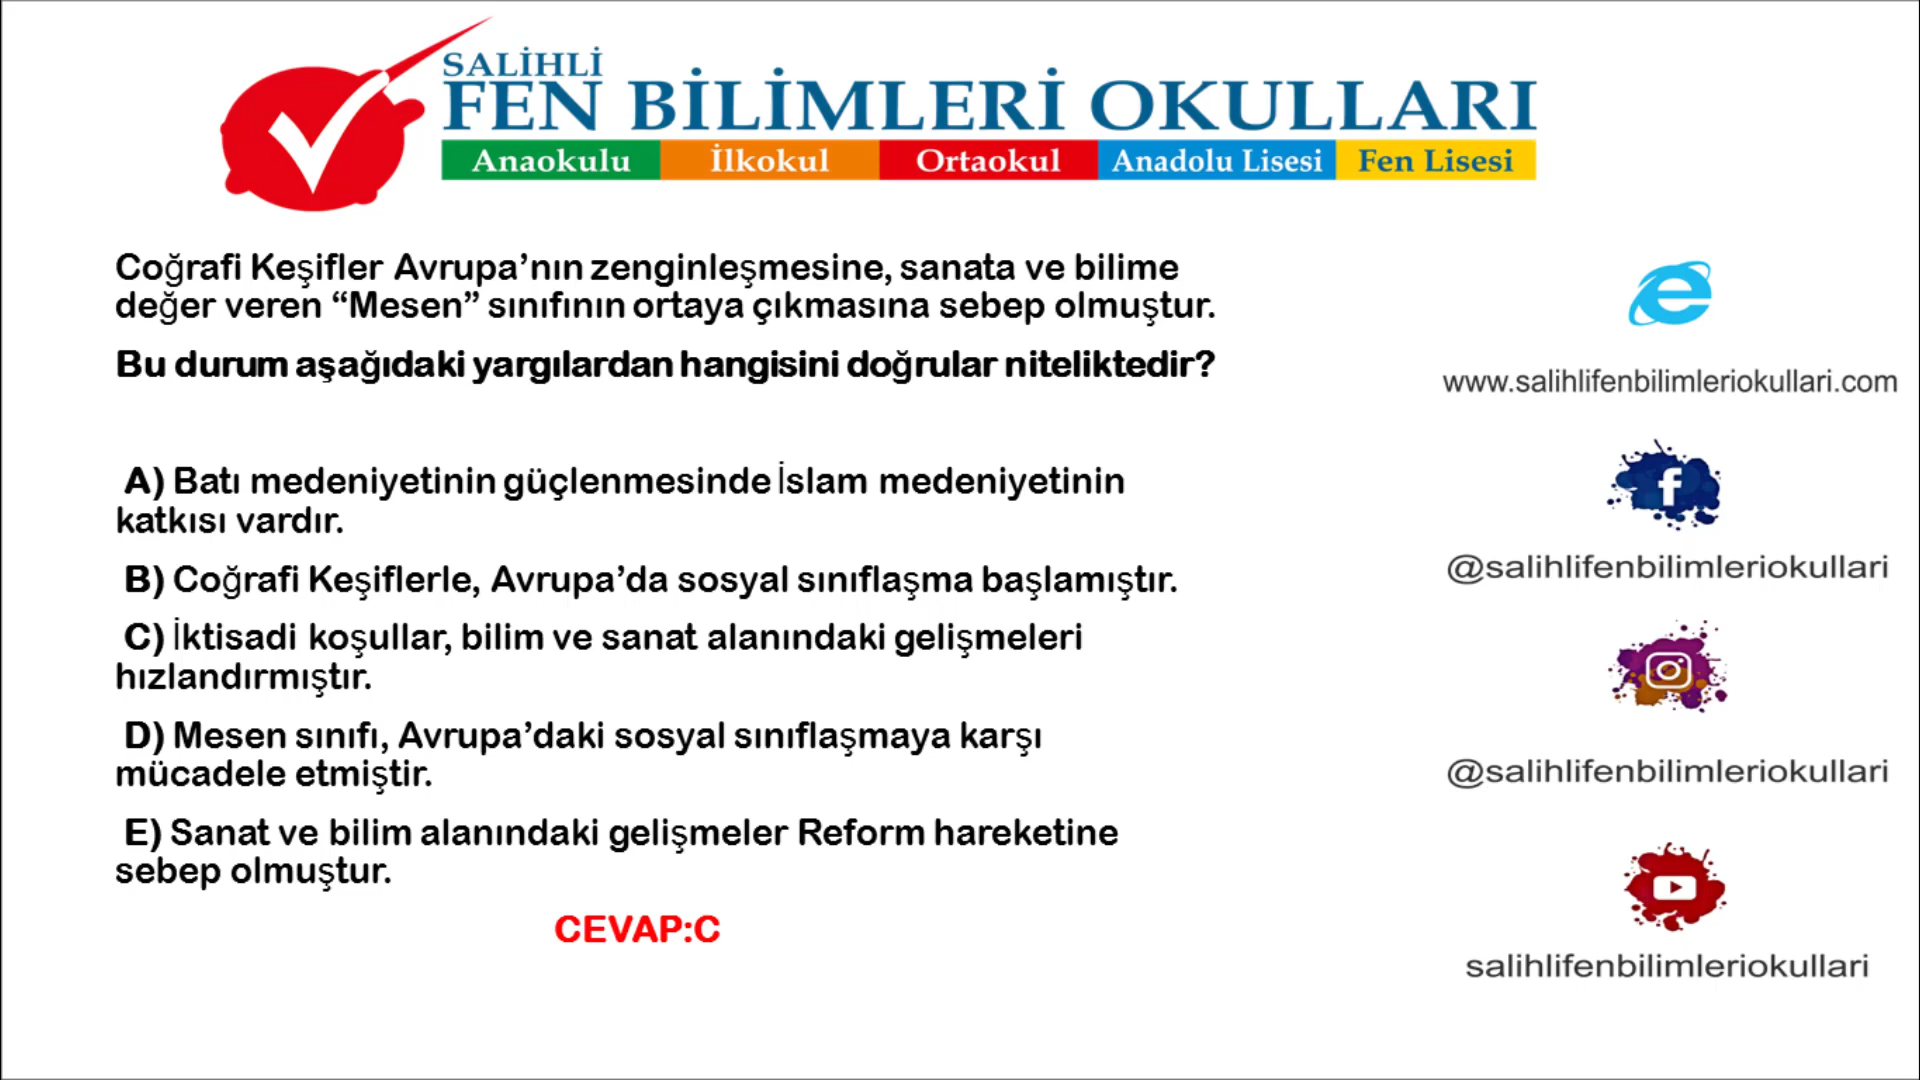 SALİHLİ
FEN BİLİMLERİ OKULLARI
Anaokulu İlkokul Ortaokul Anadolu Lisesi Fen Lisesi
Coğrafi Keşifler Avrupa’nın zenginleşmesine, sanata ve bilime
değer veren “Mesen” sınıfının ortaya çıkmasına sebep olmuştur.
Bu durum aşağıdaki yargılardan hangisini doğrular niteliktedir?
A) Batı medeniyetinin güçlenmesinde İslam medeniyetinin
katkısı vardır.
B) Coğrafi Keşiflerle, Avrupa’da sosyal sınıflaşma başlamıştır.
C) İktisadi koşullar, bilim ve sanat alanındaki gelişmeleri
hızlandırmıştır.
D) Mesen sınıfı, Avrupa’daki sosyal sınıflaşmaya karşı
mücadele etmiştir.
E) Sanat ve bilim alanındaki gelişmeler Reform hareketine
sebep olmuştur.
CEVAP:C
www.salihlifenbilimleriokullari.com
@salihlifenbilimleriokullari
@salihlifenbilimleriokullari
salihlifenbilimleriokullari